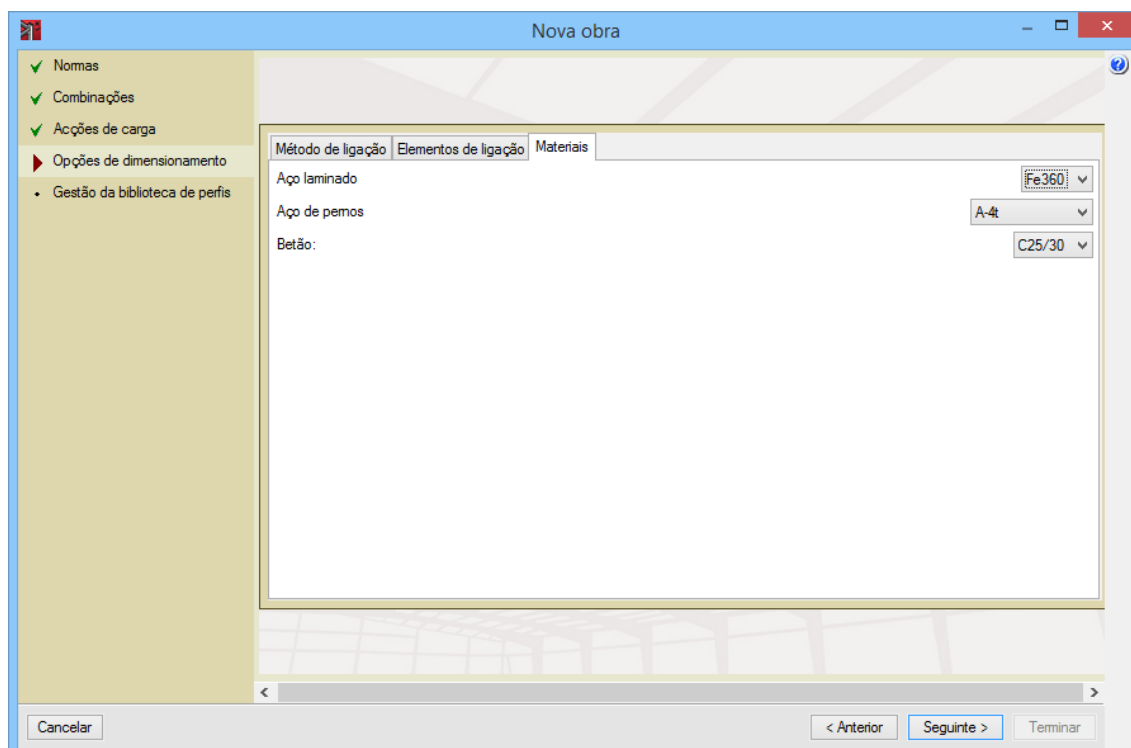 Nova obra
Normas
Combinações
Acções de carga
Opções de dimensionamento
Gestão da biblioteca de perfis
Método de ligação Elementos de ligação Materiais
Aço laminado Fe360
Aço de pernos A-4t
Betão: C25/30
Cancelar < Anterior Seguinte > Terminar